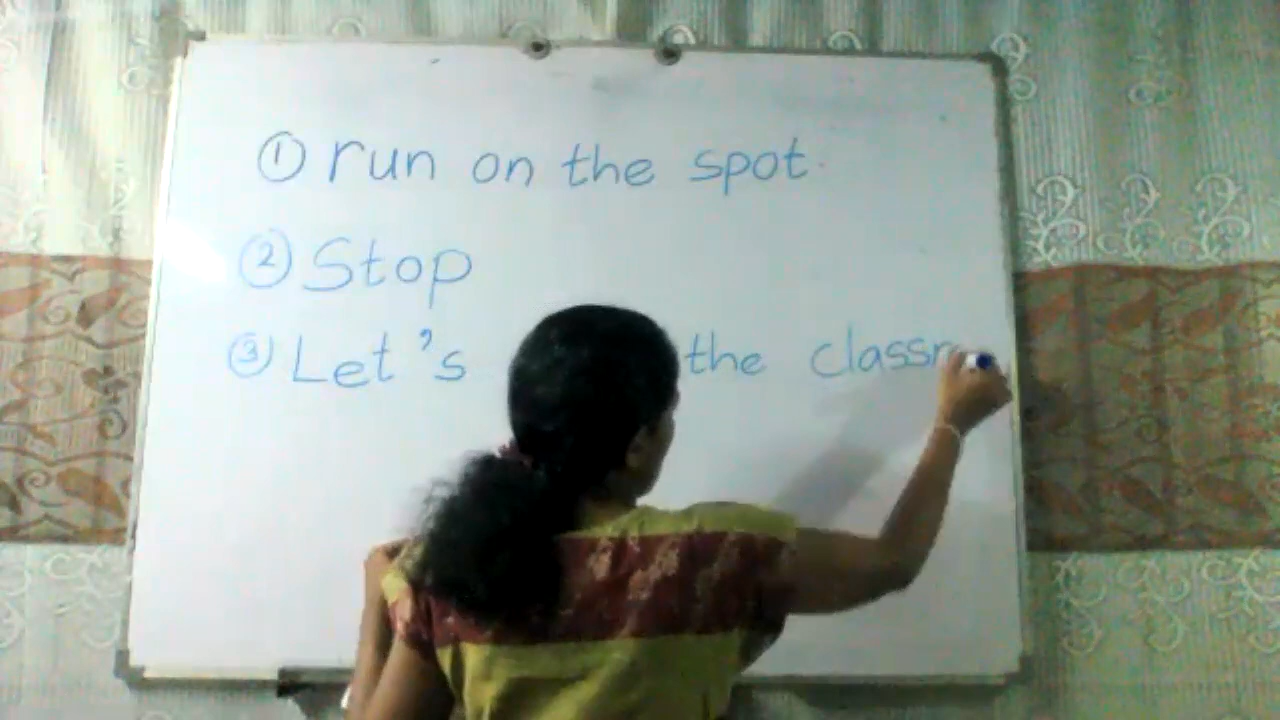 ① run on the spot.
② Stop
③ Let's the classr